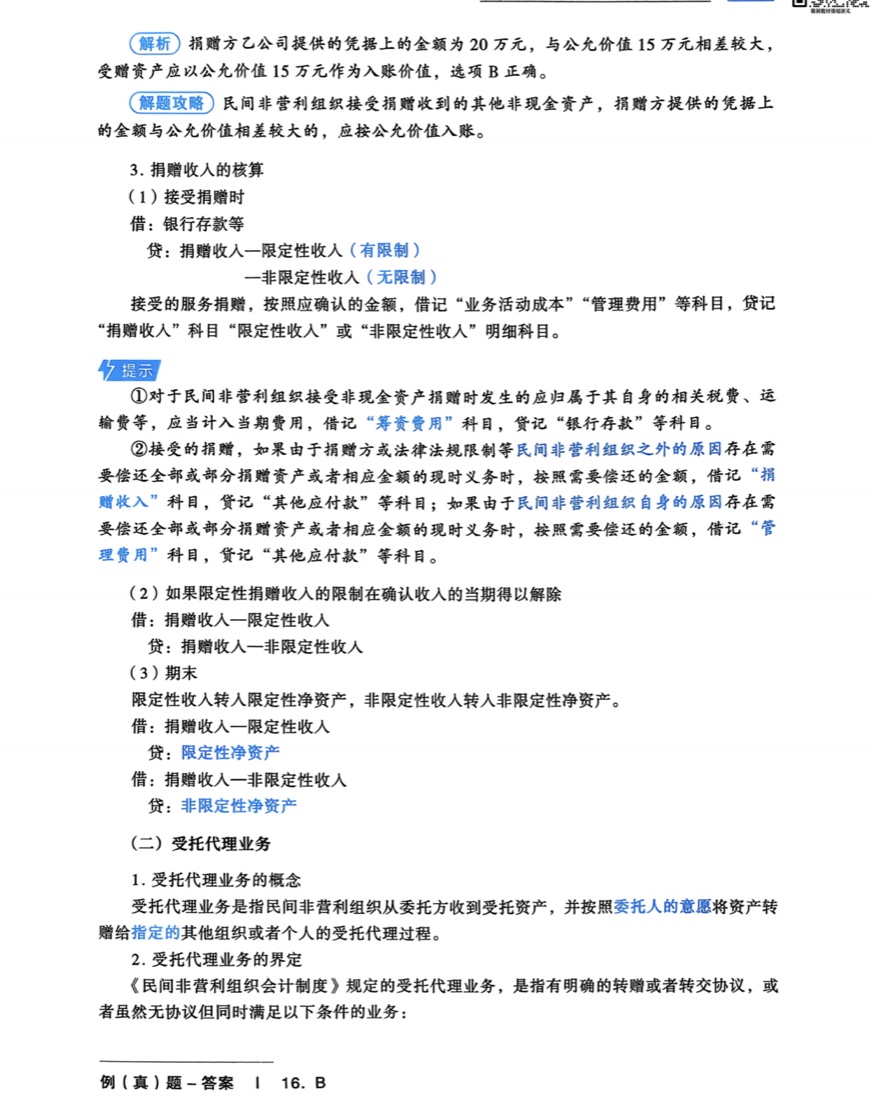 解析 捐赠方乙公司提供的凭据上的金额为 20 万元，与公允价值 15 万元相差较大，
受赠资产应以公允价值 15 万元作为入账价值，选项 B 正确。
解题攻略 民间非营利组织接受捐赠收到的其他非现金资产，捐赠方提供的凭据上
的金额与公允价值相差较大的，应按公允价值入账。
3. 捐赠收入的核算
（1）接受捐赠时
借：银行存款等
贷：捐赠收入—限定性收入（有限制）
—非限定性收入（无限制）
接受的服务捐赠，按照应确认的金额，借记“业务活动成本”“管理费用”等科目，贷记
“捐赠收入”科目“限定性收入”或“非限定性收入”明细科目。
提示
①对于民间非营利组织接受非现金资产捐赠时发生的应归属于其自身的相关税费、运
输费等，应当计入当期费用，借记“筹资费用”科目，贷记“银行存款”等科目。
②接受的捐赠，如果由于捐赠方或法律法规限制等民间非营利组织之外的原因存在需
要偿还全部或部分捐赠资产或者相应金额的现时义务时，按照需要偿还的金额，借记“捐
赠收入”科目，贷记“其他应付款”等科目；如果由于民间非营利组织自身的原因存在需
要偿还全部或部分捐赠资产或者相应金额的现时义务时，按照需要偿还的金额，借记“管
理费用”科目，贷记“其他应付款”等科目。
（2）如果限定性捐赠收入的限制在确认收入的当期得以解除
借：捐赠收入—限定性收入
贷：捐赠收入—非限定性收入
（3）期末
限定性收入转入限定性净资产，非限定性收入转入非限定性净资产。
借：捐赠收入—限定性收入
贷：限定性净资产
借：捐赠收入—非限定性收入
贷：非限定性净资产
（二）受托代理业务
1. 受托代理业务的概念
受托代理业务是指民间非营利组织从委托方收到受托资产，并按照委托人的意愿将资产转
赠给指定的其他组织或者个人的受托代理过程。
2. 受托代理业务的界定
《民间非营利组织会计制度》规定的受托代理业务，是指有明确的转赠或者转交协议，或
者虽然无协议但同时满足以下条件的业务：
例（真）题－答案 | 16. B